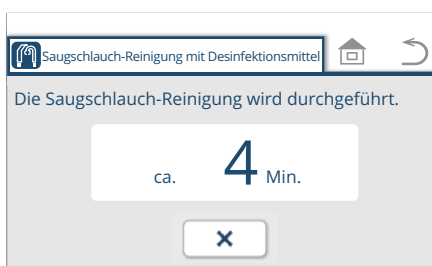 Saugschlauch-Reinigung mit Desinfektionsmittel
Die Saugschlauch-Reinigung wird durchgeführt.
ca. 4 Min.